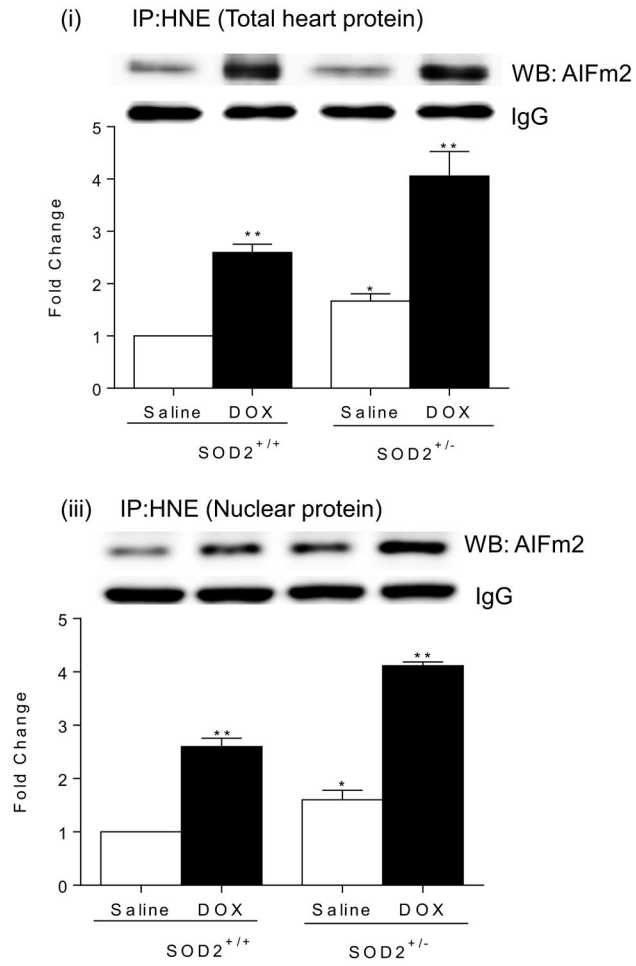 (i) IP:HNE (Total heart protein)
WB: AIFm2
IgG
5
4
3
2
1
0
Fold Change
**
*
**
Saline DOX Saline DOX
SOD2+/+ SOD2+/-
(iii) IP:HNE (Nuclear protein)
WB: AIFm2
IgG
5
4
3
2
1
0
Fold Change
**
*
**
Saline DOX Saline DOX
SOD2+/+ SOD2+/-